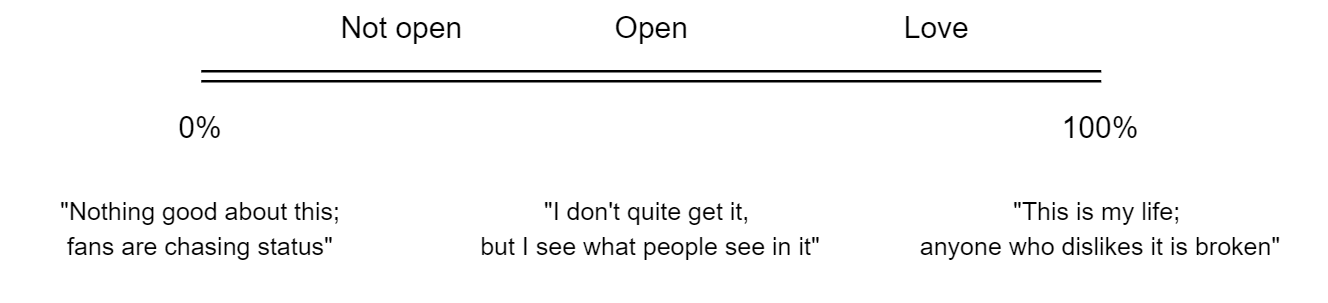 Not open Open Love
0% 100%
"Nothing good about this;
fans are chasing status"
"I don't quite get it,
but I see what people see in it"
"This is my life;
anyone who dislikes it is broken"